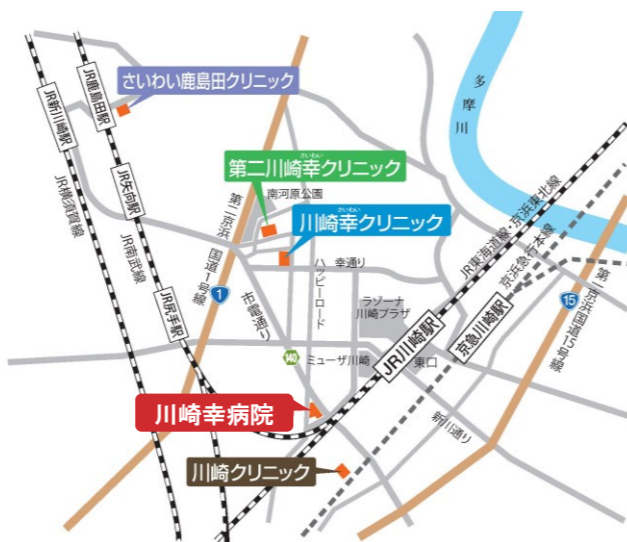 さいわい鹿島田クリニック
JR鹿島田駅
JR新川崎駅
多摩川
さいわい
第二川崎幸クリニック
南河原公園
JR矢向駅
さいわい
川崎幸クリニック
JR横須賀線
JR南武線
第二京浜
国道1号線
1
幸通り
ハッピーロード
市電通り
JR東海道線・京浜東北線
京浜急行本線
第一京浜国道15号線
15
ラゾーナ
川崎プラザ
JR尻手駅
京急川崎駅
JR川崎駅
140
ミューザ川崎
東口
川崎幸病院
新川通り
川崎クリニック